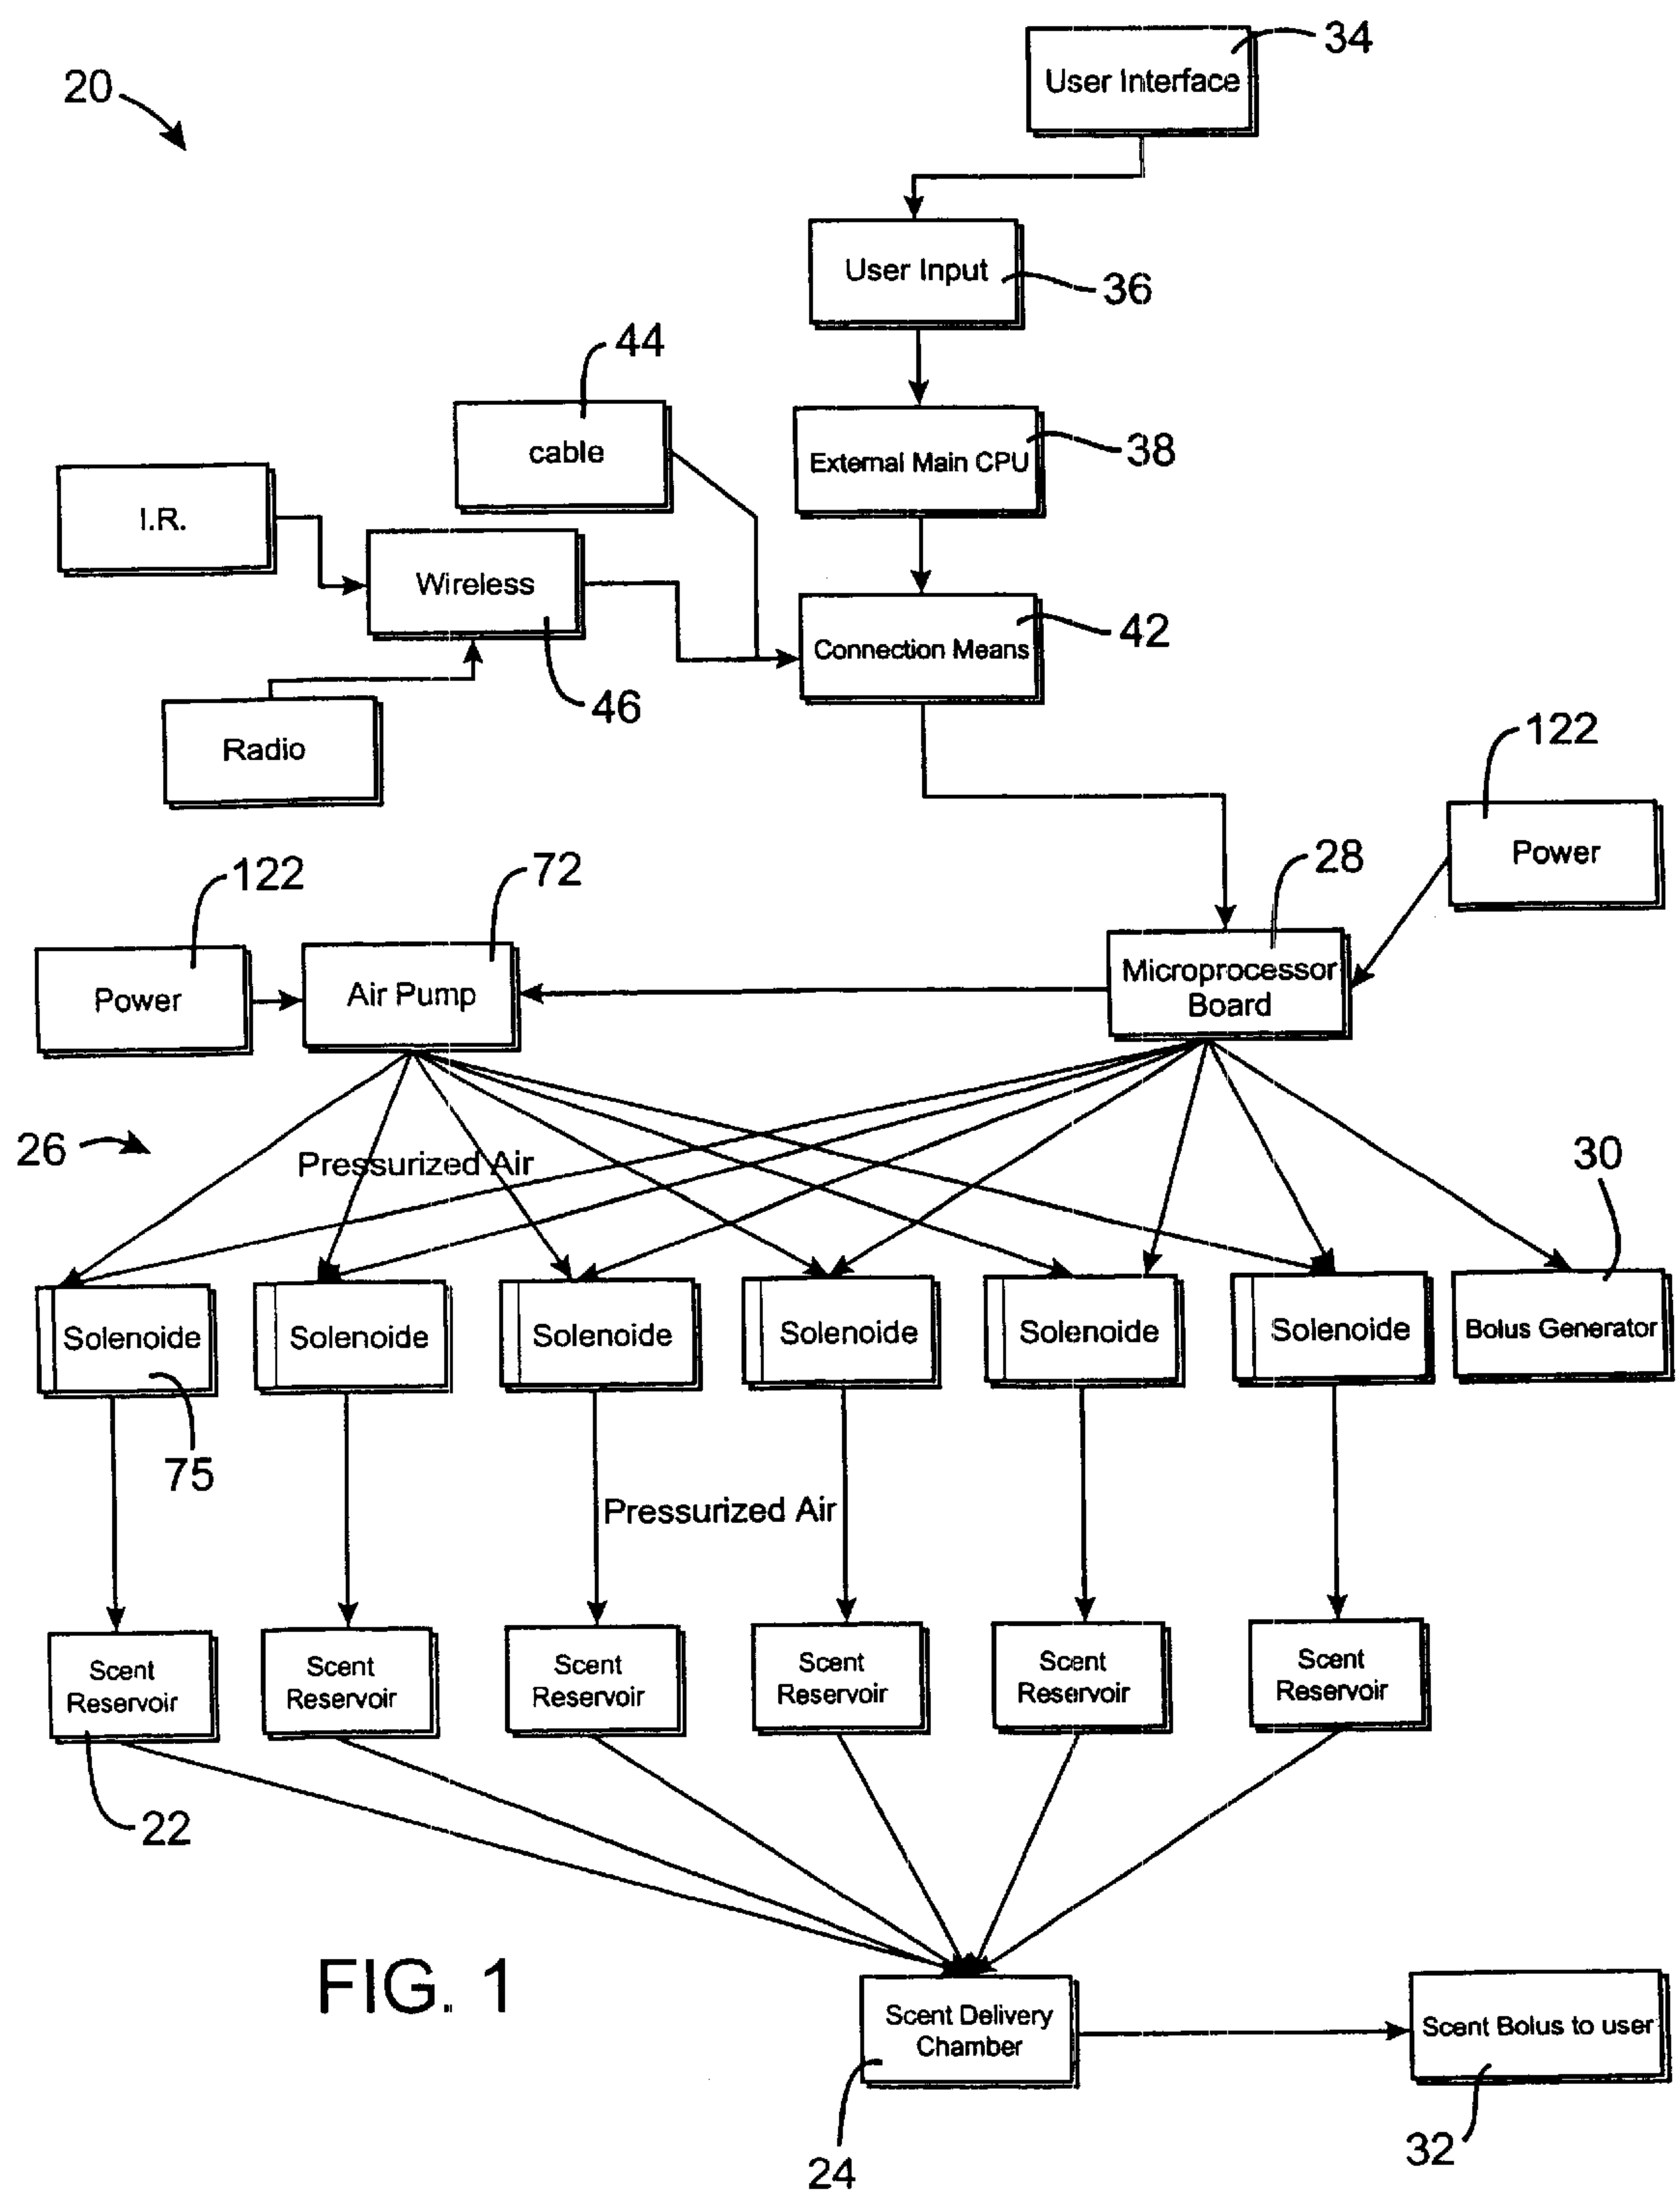 34
User Interface
20
User Input
36
44
cable
38
External Main CPU
I.R.
Wireless
42
Connection Means
46
Radio
122
Power
28
72
122
Microprocessor
Board
Air Pump
Power
26
Pressurized Air
30
Solenoide
Solenoide
Solenoide
Solenoide
Solenoide
Solenoide
Bolus Generator
75
Pressurized Air
Scent
Reservoir
Scent
Reservoir
Scent
Reservoir
Scent
Reservoir
Scent
Reservoir
Scent
Reservoir
22
FIG. 1
Scent Delivery
Chamber
Scent Bolus to user
24
32